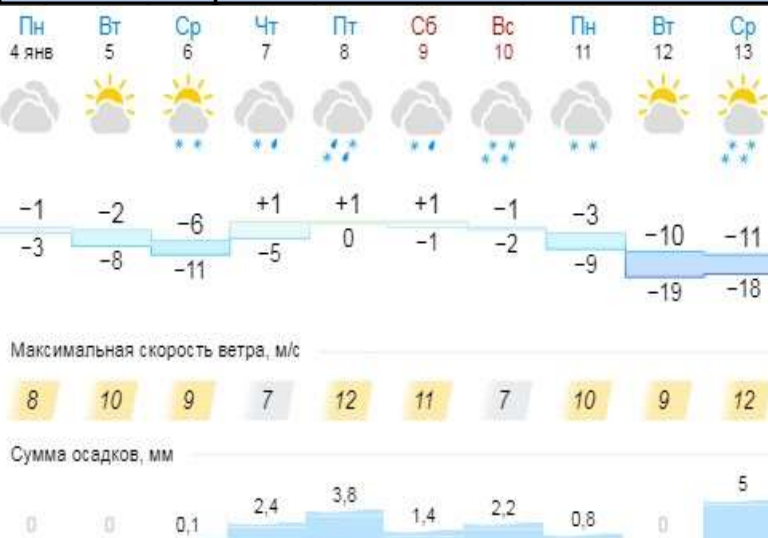 Пн Вт Ср Чт Пт Сб Вс Пн Вт Ср
4 янв 5 6 7 8 9 10 11 12 13
−1 −2 −6 +1 +1 +1 −1 −3 −10 −11
−3 −8 −11 −5 0 −1 −2 −9 −19 −18
Максимальная скорость ветра, м/с
8 10 9 7 12 11 7 10 9 12
Сумма осадков, мм
0 0 0,1 2,4 3,8 1,4 2,2 0,8 0 5